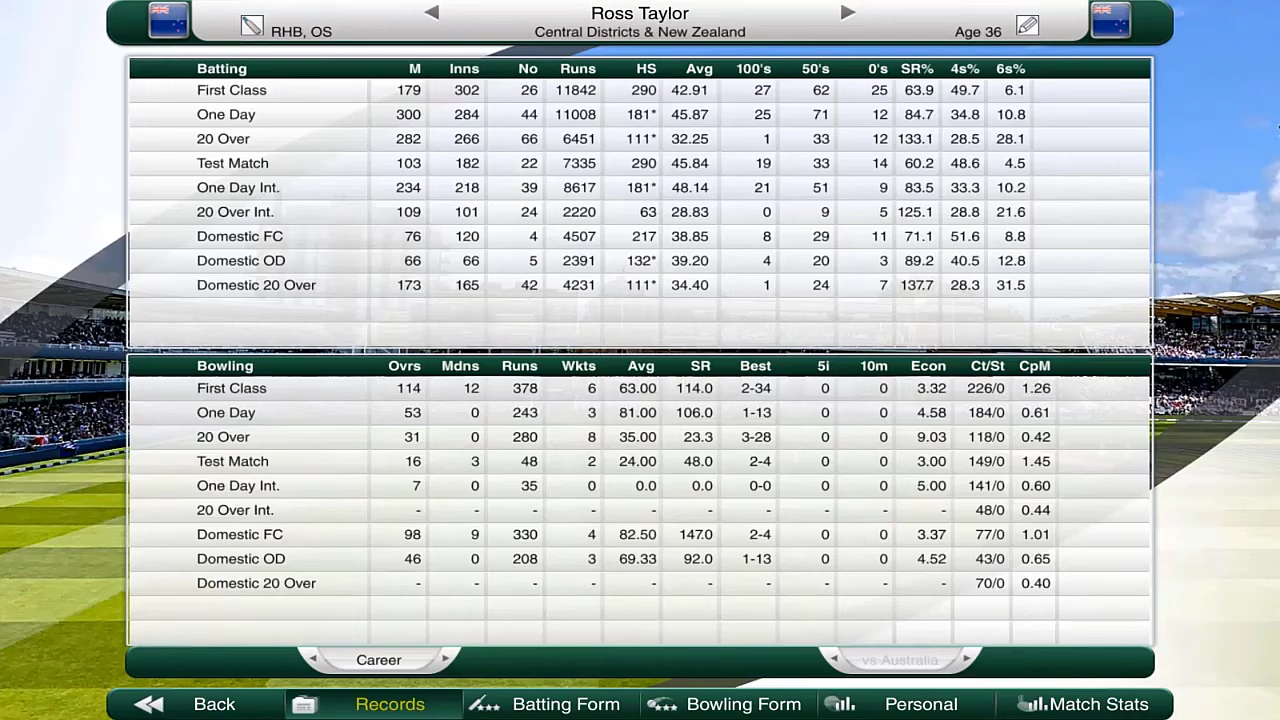 Ross Taylor
RHB, OS Central Districts & New Zealand Age 36
Batting M Inns No Runs HS Avg 100's 50's 0's SR% 4s% 6s%
First Class 179 302 26 11842 290 42.91 27 62 25 63.9 49.7 6.1
One Day 300 284 44 11008 181* 45.87 25 71 12 84.7 34.8 10.8
20 Over 282 266 66 6451 111* 32.25 1 33 12 133.1 28.5 28.1
Test Match 103 182 22 7335 290 45.84 19 33 14 60.2 48.6 4.5
One Day Int. 234 218 39 8617 181* 48.14 21 51 9 83.5 33.3 10.2
20 Over Int. 109 101 24 2220 63 28.83 0 9 5 125.1 28.8 21.6
Domestic FC 76 120 4 4507 217 38.85 8 29 11 71.1 51.6 8.8
Domestic OD 66 66 5 2391 132* 39.20 4 20 3 89.2 40.5 12.8
Domestic 20 Over 173 165 42 4231 111* 34.40 1 24 7 137.7 28.3 31.5
Bowling Ovrs Mdns Runs Wkts Avg SR Best 5i 10m Econ Ct/St CpM
First Class 114 12 378 6 63.00 114.0 2-34 0 0 3.32 226/0 1.26
One Day 53 0 243 3 81.00 106.0 1-13 0 0 4.58 184/0 0.61
20 Over 31 0 280 8 35.00 23.3 3-28 0 0 9.03 118/0 0.42
Test Match 16 3 48 2 24.00 48.0 2-4 0 0 3.00 149/0 1.45
One Day Int. 7 0 35 0 0.0 0.0 0-0 0 0 5.00 141/0 0.60
20 Over Int. - - - - - - - - - - 48/0 0.44
Domestic FC 98 9 330 4 82.50 147.0 2-4 0 0 3.37 77/0 1.01
Domestic OD 46 0 208 3 69.33 92.0 1-13 0 0 4.52 43/0 0.65
Domestic 20 Over - - - - - - - - - - 70/0 0.40
Career vs Australia
Back Records Batting Form Bowling Form Personal Match Stats